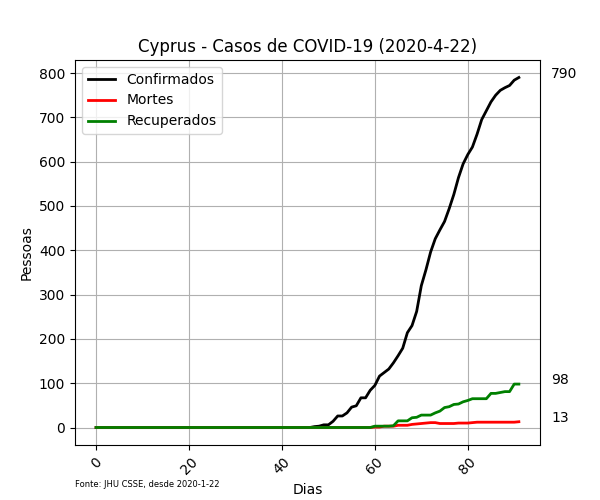 Cyprus - Casos de COVID-19 (2020-4-22)
Confirmados
Mortes
Recuperados
800
700
600
500
400
300
200
100
0
Pessoas
790
98
13
0
20
40
60
80
Dias
Fonte: JHU CSSE, desde 2020-1-22